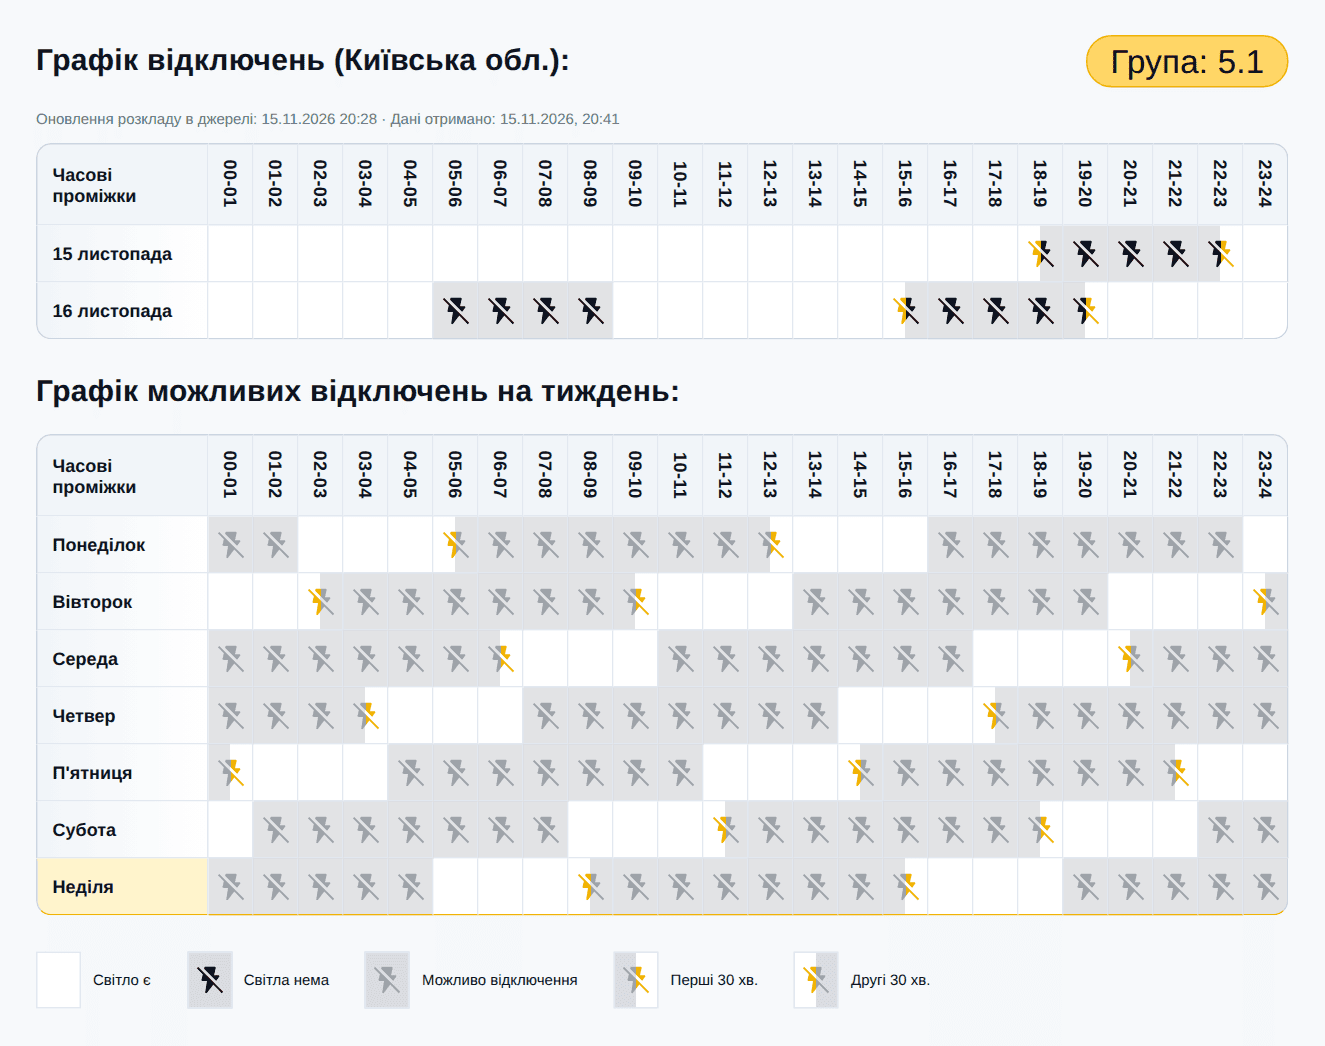 Графік відключень (Київська обл.):
Група: 5.1
Оновлення розкладу в джерелі: 15.11.2026 20:28 · Дані отримано: 15.11.2026, 20:41
Часові проміжки 00-01 01-02 02-03 03-04 04-05 05-06 06-07 07-08 08-09 09-10 10-11 11-12 12-13 13-14 14-15 15-16 16-17 17-18 18-19 19-20 20-21 21-22 22-23 23-24
15 листопада
16 листопада
Графік можливих відключень на тиждень:
Часові проміжки 00-01 01-02 02-03 03-04 04-05 05-06 06-07 07-08 08-09 09-10 10-11 11-12 12-13 13-14 14-15 15-16 16-17 17-18 18-19 19-20 20-21 21-22 22-23 23-24
Понеділок
Вівторок
Середа
Четвер
П'ятниця
Субота
Неділя
Світло є Світла нема Можливо відключення Перші 30 хв. Другі 30 хв.